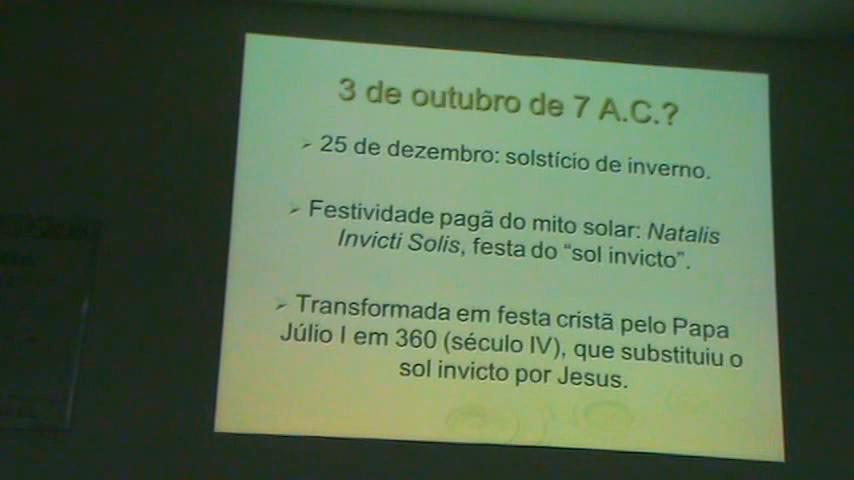 3 de outubro de 7 A.C.?
➢ 25 de dezembro: solstício de inverno.
➢ Festividade pagã do mito solar: Natalis
Invicti Solis, festa do “sol invicto”.
➢ Transformada em festa cristã pelo Papa
Júlio I em 360 (século IV), que substituiu o
sol invicto por Jesus.